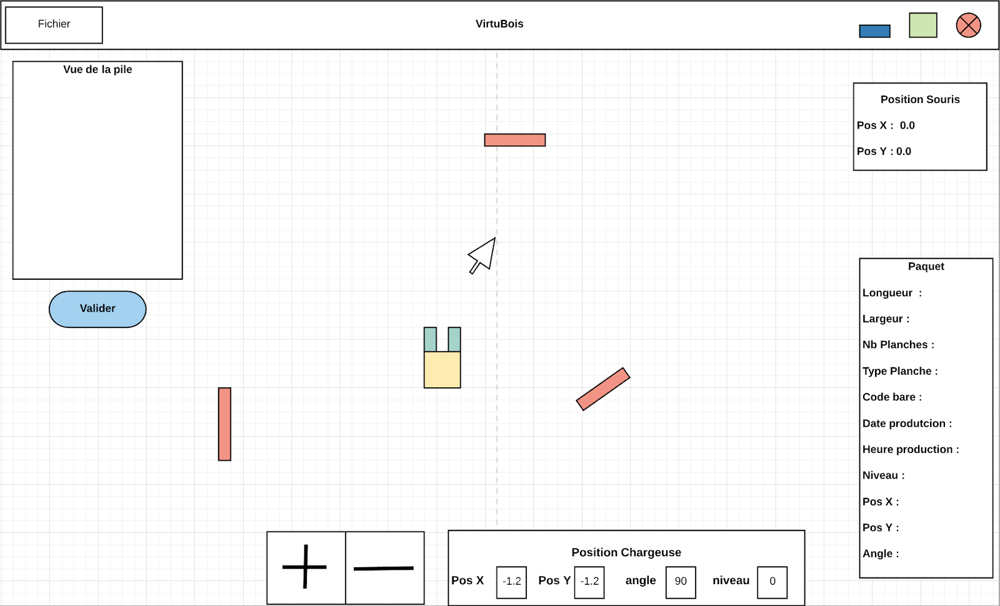 Fichier
VirtuBois
Vue de la pile
Position Souris
Pos X :  0.0
Pos Y : 0.0
Valider
Paquet
Longueur  :
Largeur :
Nb Planches :
Type Planche :
Code bare :
Date produtcion :
Heure production :
Niveau :
Pos X :
Pos Y :
Angle :
Position Chargeuse
Pos X -1.2 Pos Y -1.2 angle 90 niveau 0